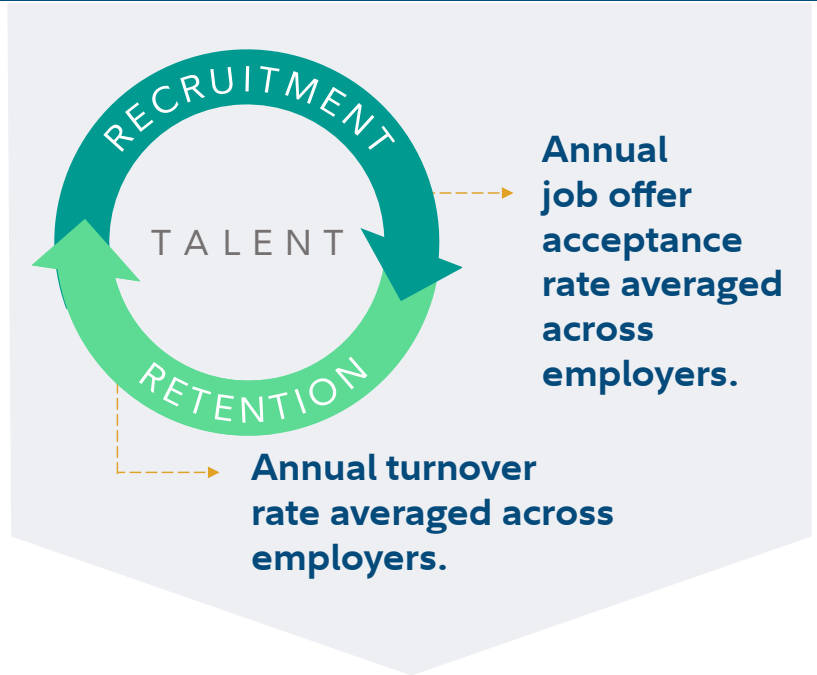 RECRUITMENT
TALENT
RETENTION
Annual
job offer
acceptance
rate averaged
across
employers.
Annual turnover
rate averaged across
employers.